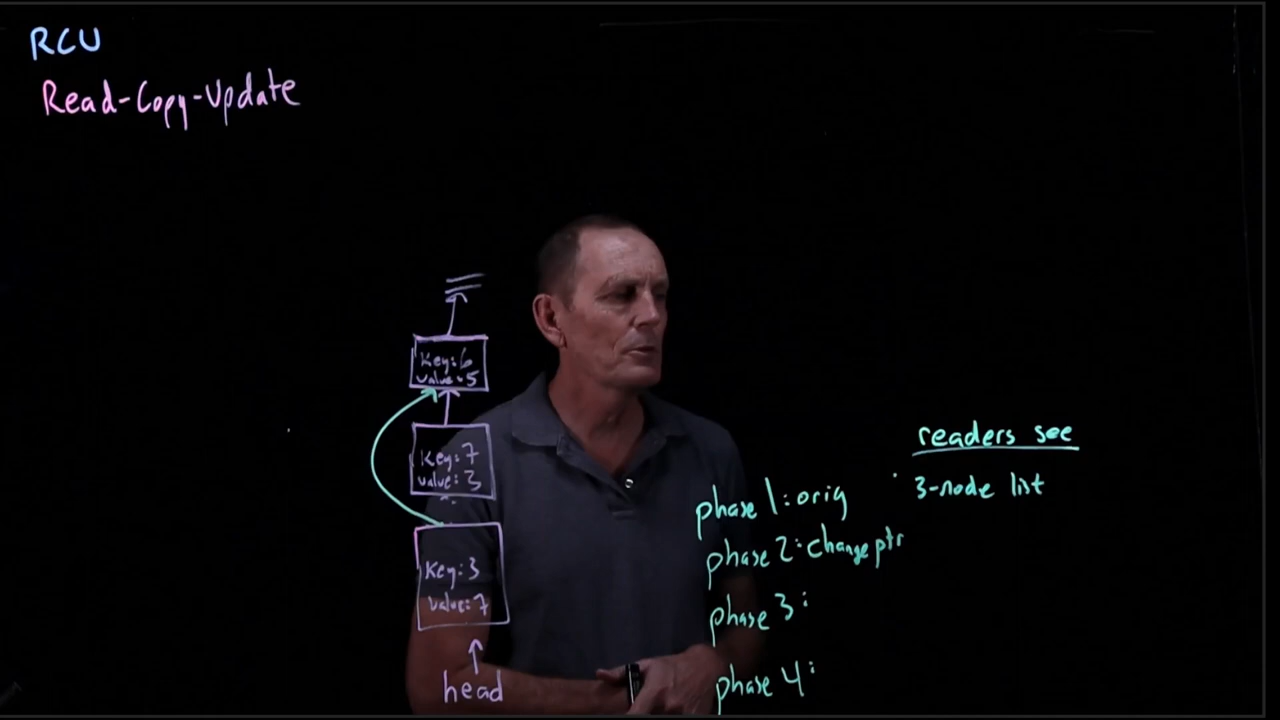 RCU
Read-Copy-Update
Key:6
value:5
Key:7
value:3
Key:3
value:7
head
readers see
3-node list
phase 1:orig
phase 2:change ptr
phase 3:
phase 4: